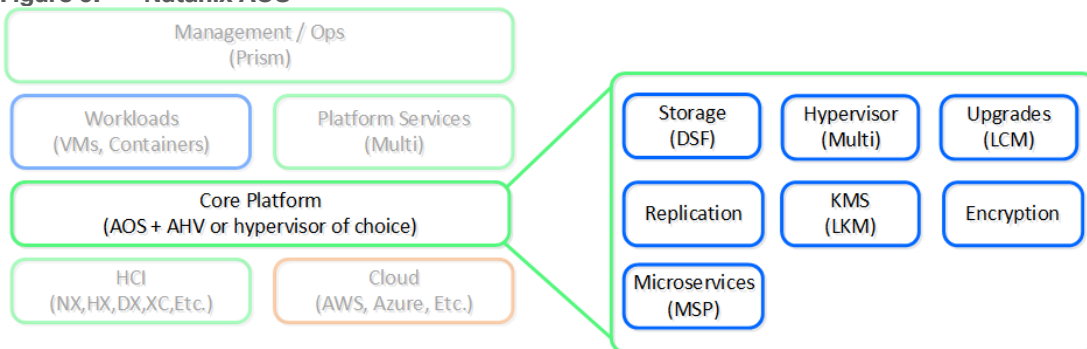 Management / Ops
(Prism)
Workloads
(VMs, Containers)
Platform Services
(Multi)
Core Platform
(AOS + AHV or hypervisor of choice)
HCI
(NX,HX,DX,XC,Etc.)
Cloud
(AWS, Azure, Etc.)
Storage
(DSF)
Hypervisor
(Multi)
Upgrades
(LCM)
Replication
KMS
(LKM)
Encryption
Microservices
(MSP)